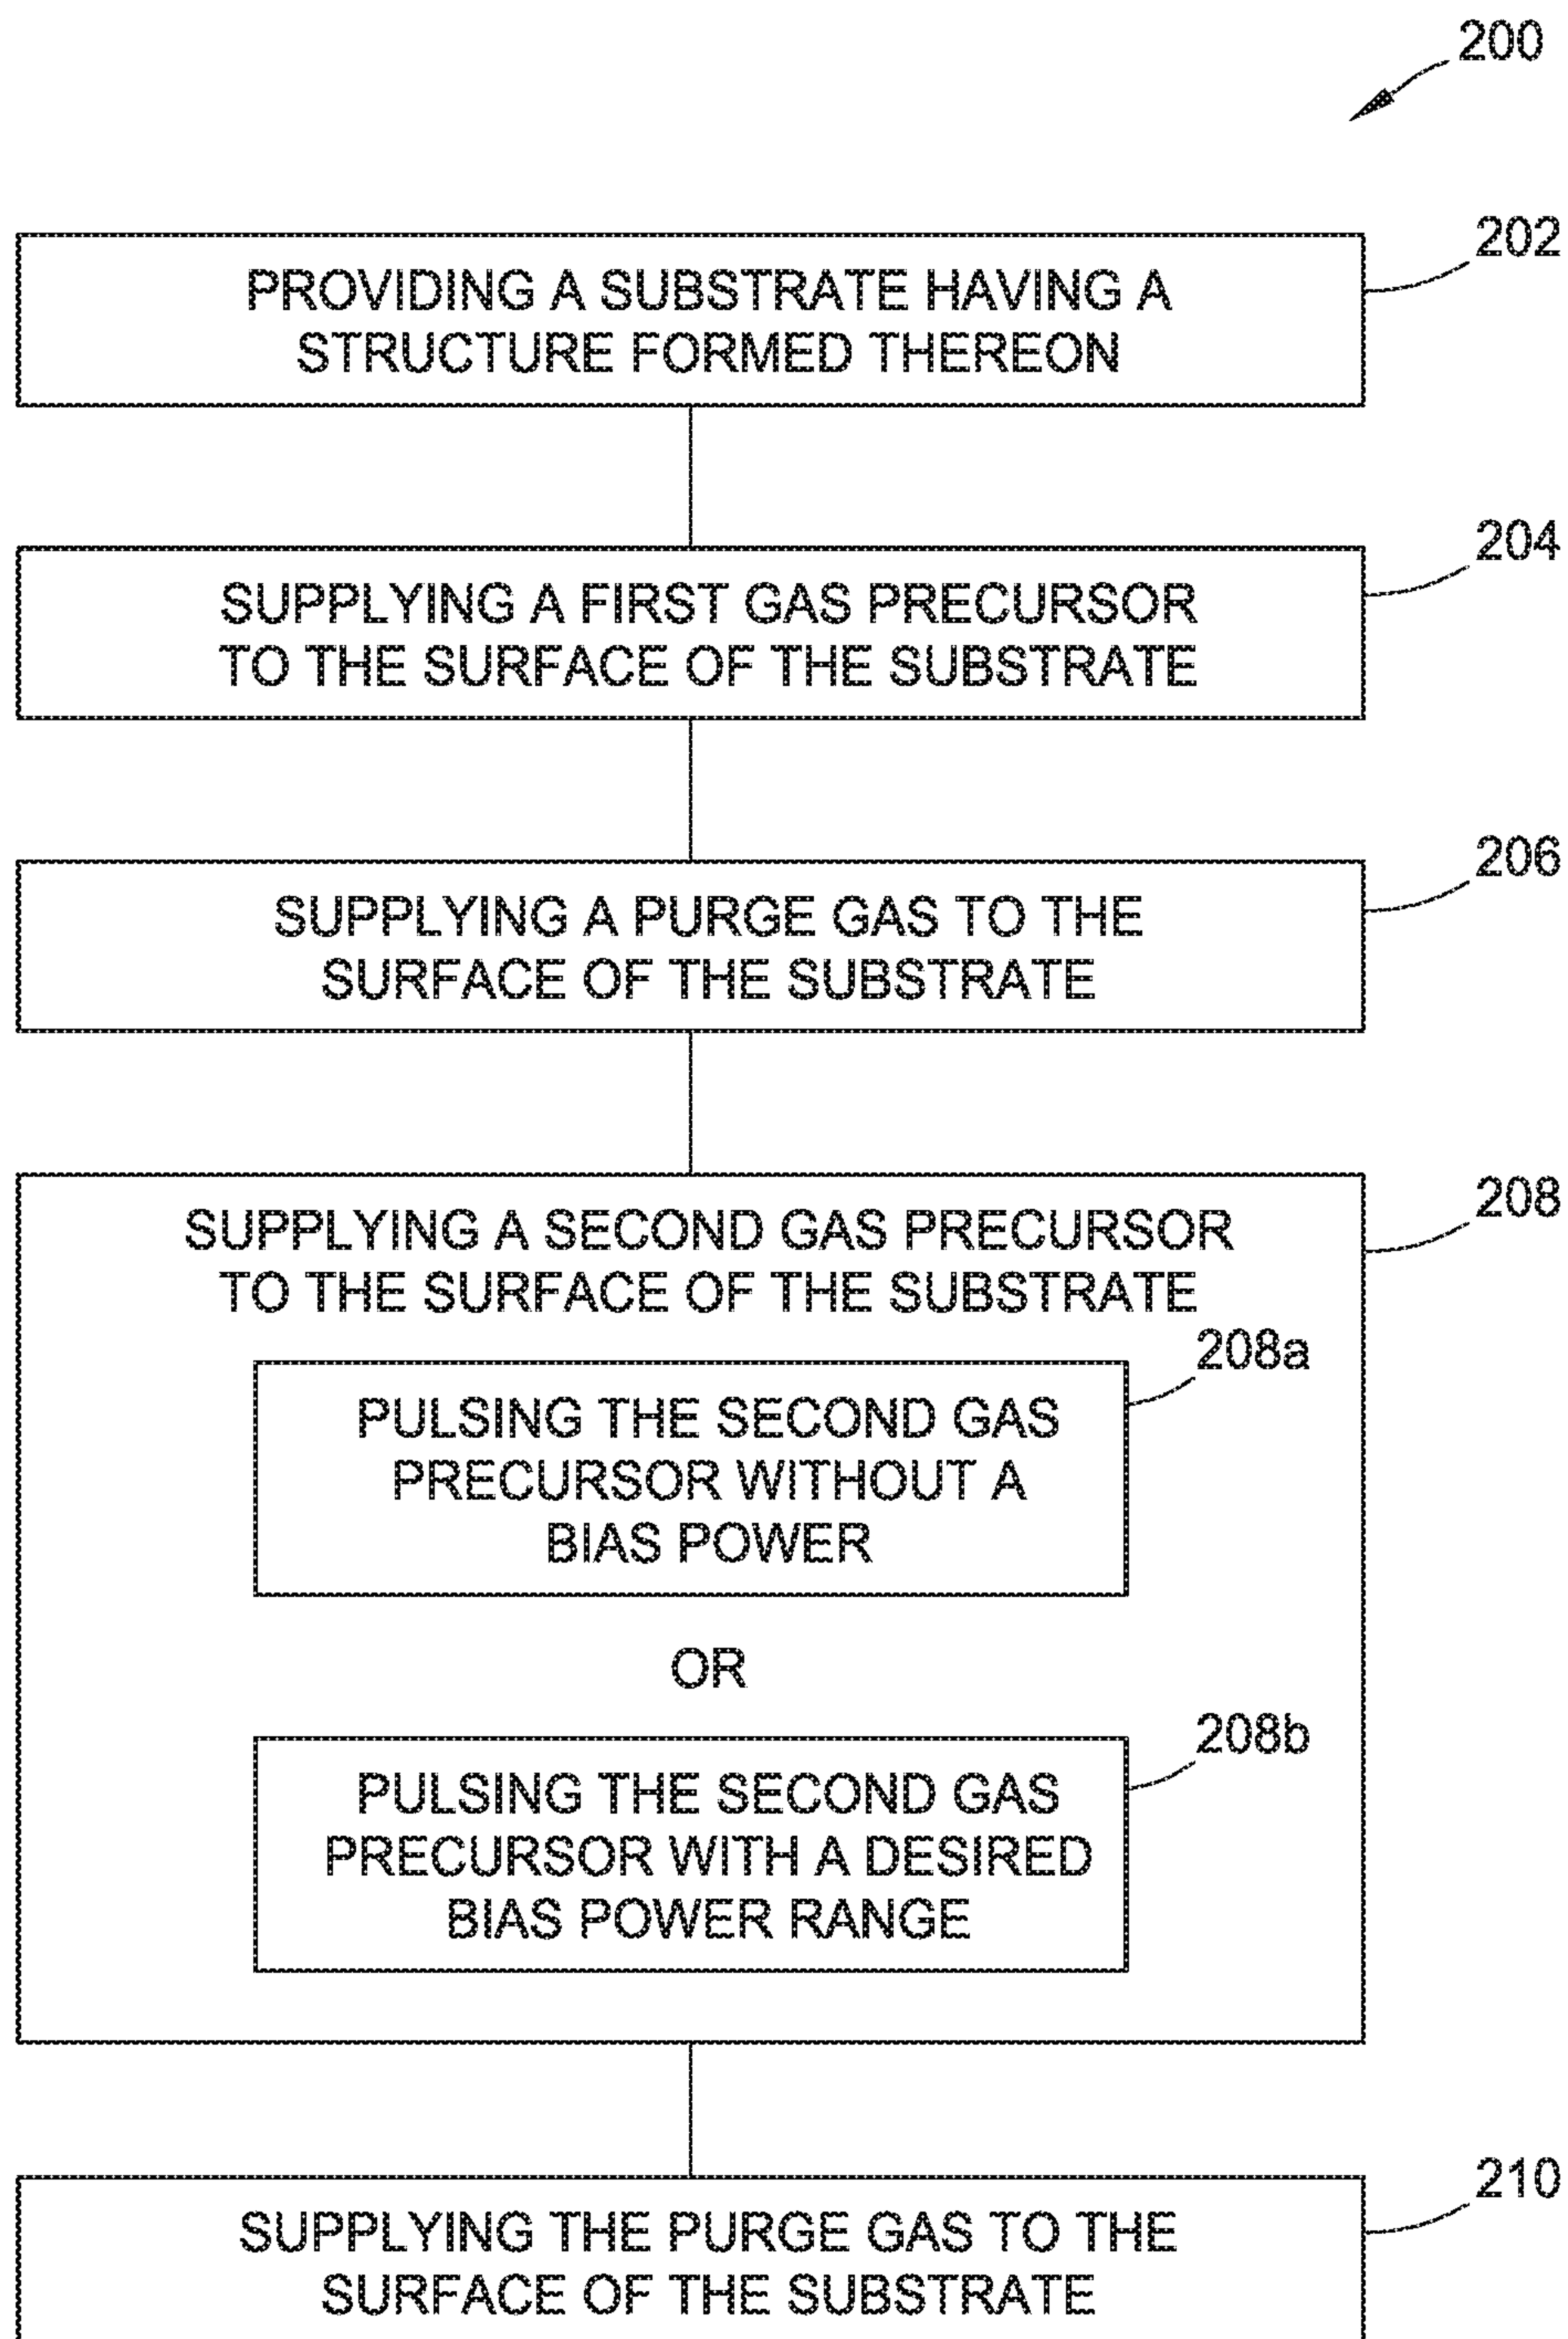 200
202
PROVIDING A SUBSTRATE HAVING A
STRUCTURE FORMED THEREON
204
SUPPLYING A FIRST GAS PRECURSOR
TO THE SURFACE OF THE SUBSTRATE
206
SUPPLYING A PURGE GAS TO THE
SURFACE OF THE SUBSTRATE
208
SUPPLYING A SECOND GAS PRECURSOR
TO THE SURFACE OF THE SUBSTRATE
208a
PULSING THE SECOND GAS
PRECURSOR WITHOUT A
BIAS POWER
OR
208b
PULSING THE SECOND GAS
PRECURSOR WITH A DESIRED
BIAS POWER RANGE
210
SUPPLYING THE PURGE GAS TO THE
SURFACE OF THE SUBSTRATE